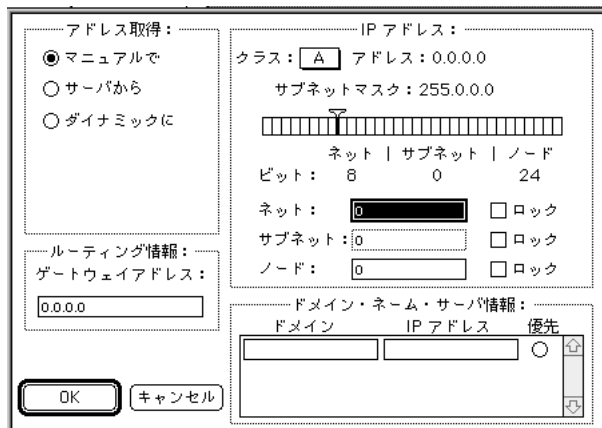 アドレス取得：
マニュアルで
サーバから
ダイナミックに
ルーティング情報：
ゲートウェイアドレス：
0.0.0.0
OK
キャンセル
IP アドレス：
クラス： A アドレス：0.0.0.0
サブネットマスク：255.0.0.0
ネット | サブネット | ノード
ビット： 8 0 24
ネット： 0 ロック
サブネット：0 ロック
ノード： 0 ロック
ドメイン・ネーム・サーバ情報：
ドメイン IP アドレス 優先